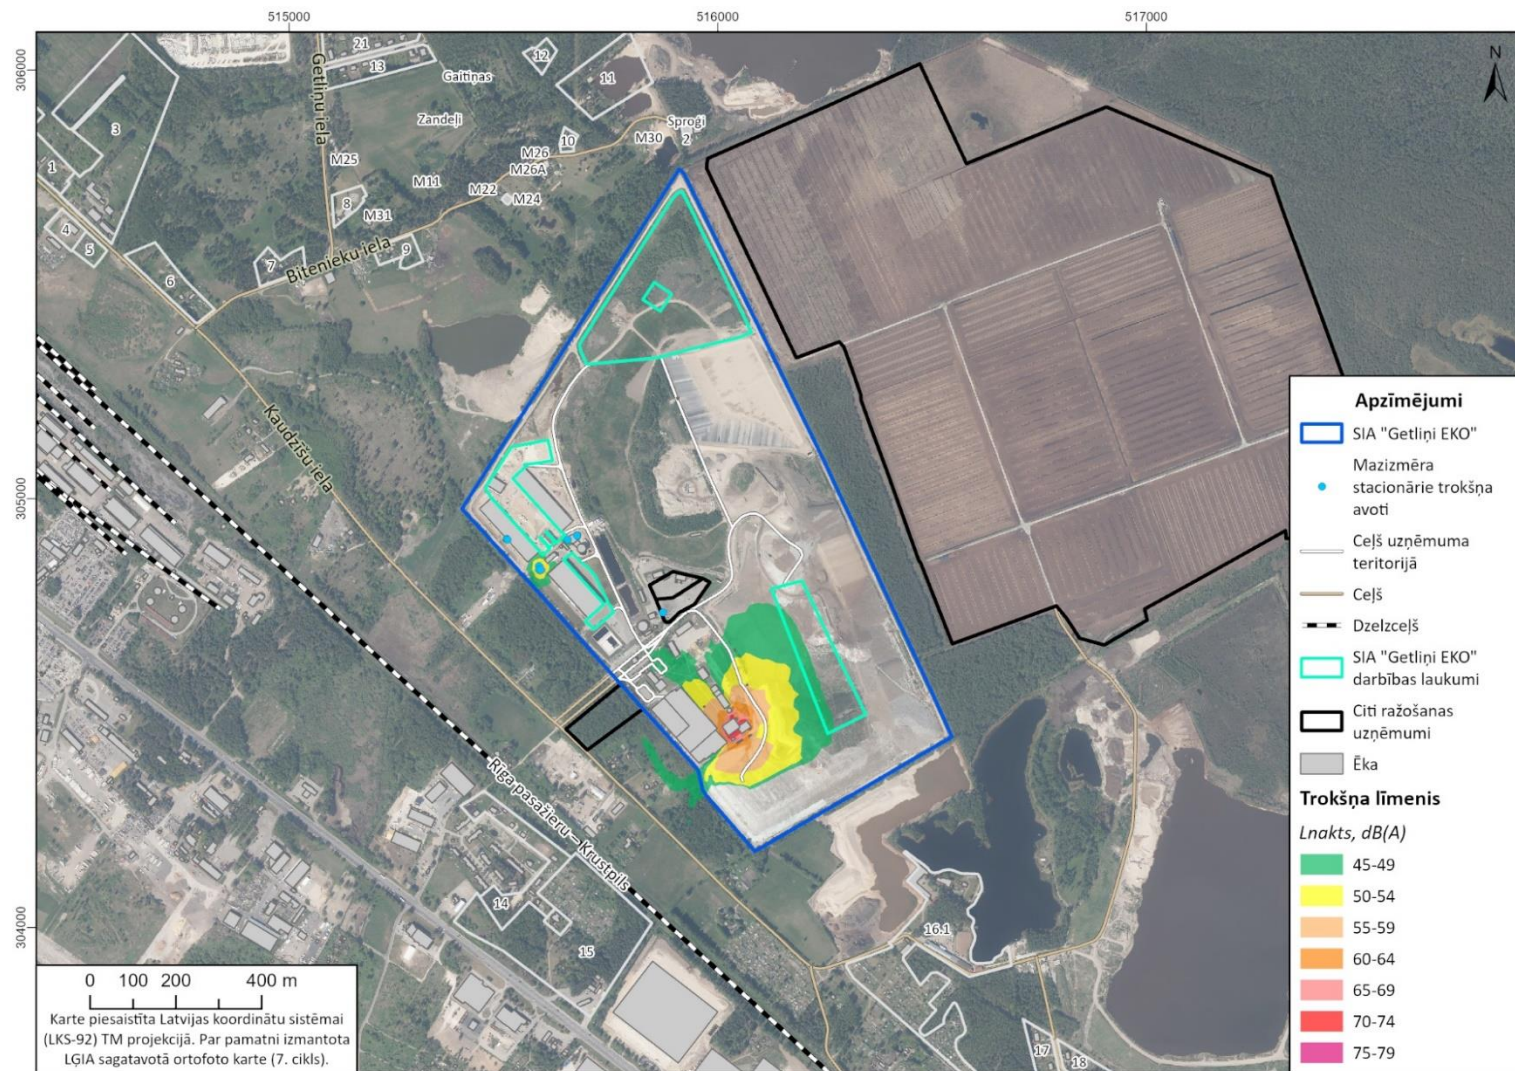 515000
516000
517000
306000
305000
304000
N
21
13
Getliņu iela
Gaitiņas
12
11
3
Zandeļi
10
M30
Sproģi
2
1
M25
M26
M26A
M11
M22
M24
8
M31
4
5
9
7
Bitenieku iela
6
Kaudzīšu iela
Rīga pasažieru – Krustpils
14
15
16.1
17
18
Apzīmējumi
SIA "Getliņi EKO"
Mazizmēra
stacionārie trokšņa
avoti
Ceļš uzņēmuma
teritorijā
Ceļš
Dzelzceļš
SIA "Getliņi EKO"
darbības laukumi
Citi ražošanas
uzņēmumi
Ēka
Trokšņa līmenis
Lnakts, dB(A)
45-49
50-54
55-59
60-64
65-69
70-74
75-79
0 100 200 400 m
Karte piesaistīta Latvijas koordinātu sistēmai
(LKS-92) TM projekcijā. Par pamatni izmantota
LĢIA sagatavotā ortofoto karte (7. cikls).